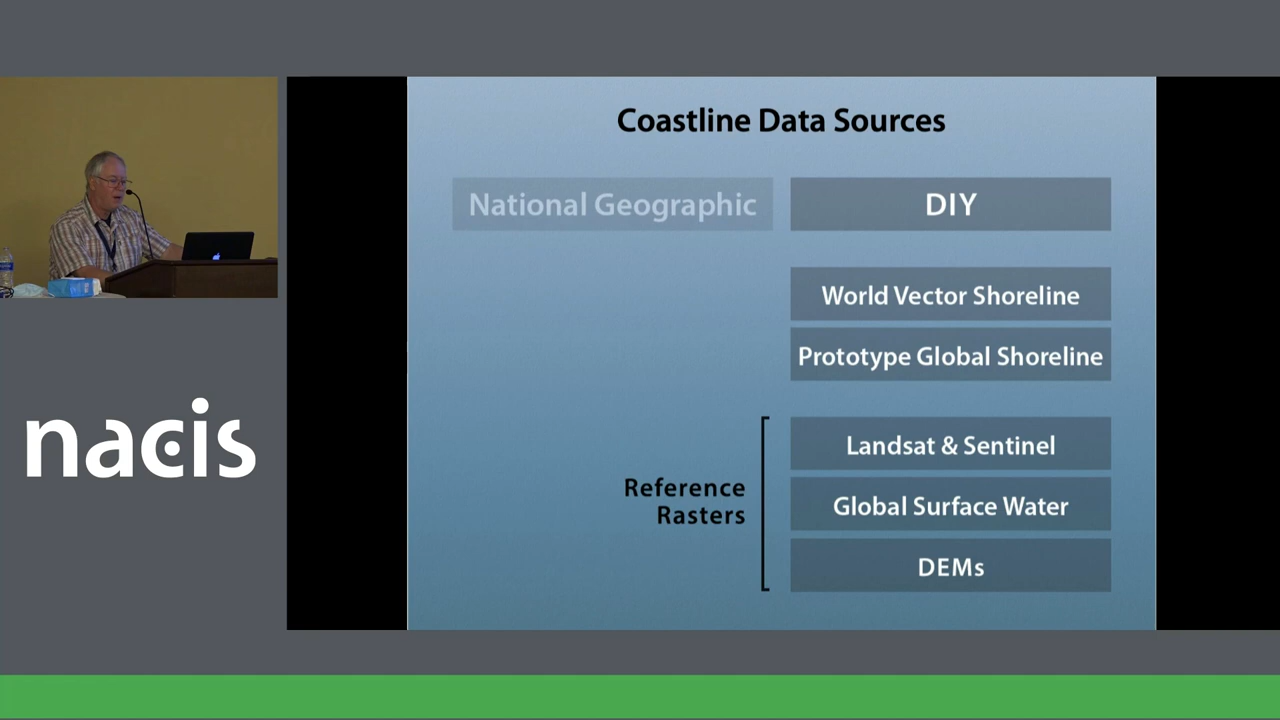 Coastline Data Sources
National Geographic
DIY
World Vector Shoreline
Prototype Global Shoreline
Reference
Rasters
Landsat & Sentinel
Global Surface Water
DEMs
nacis